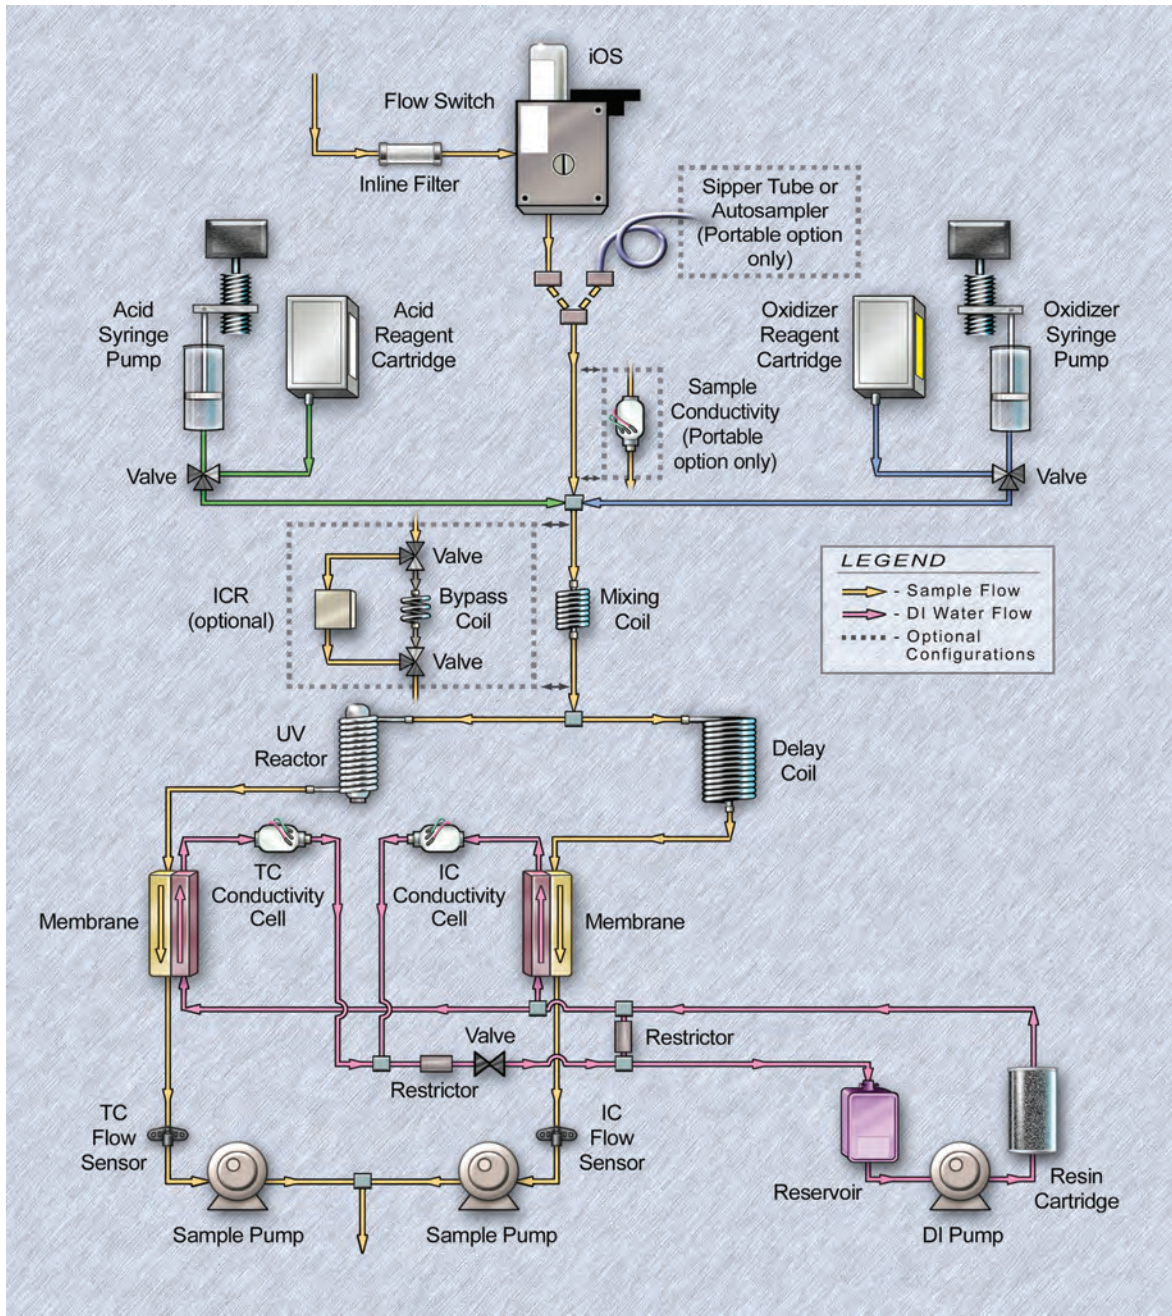 iOS
Flow Switch
Inline Filter
Sipper Tube or
Autosampler
(Portable option
only)
Acid
Syringe
Pump
Acid
Reagent
Cartridge
Oxidizer
Reagent
Cartridge
Oxidizer
Syringe
Pump
Sample
Conductivity
(Portable
option only)
Valve
Valve
LEGEND
- Sample Flow
- DI Water Flow
- Optional
Configurations
Valve
ICR
(optional)
Bypass
Coil
Mixing
Coil
Valve
UV
Reactor
Delay
Coil
TC
Conductivity
Cell
IC
Conductivity
Cell
Membrane
Membrane
Valve
Restrictor
Restrictor
TC
Flow
Sensor
IC
Flow
Sensor
Reservoir
Resin
Cartridge
Sample Pump
Sample Pump
DI Pump